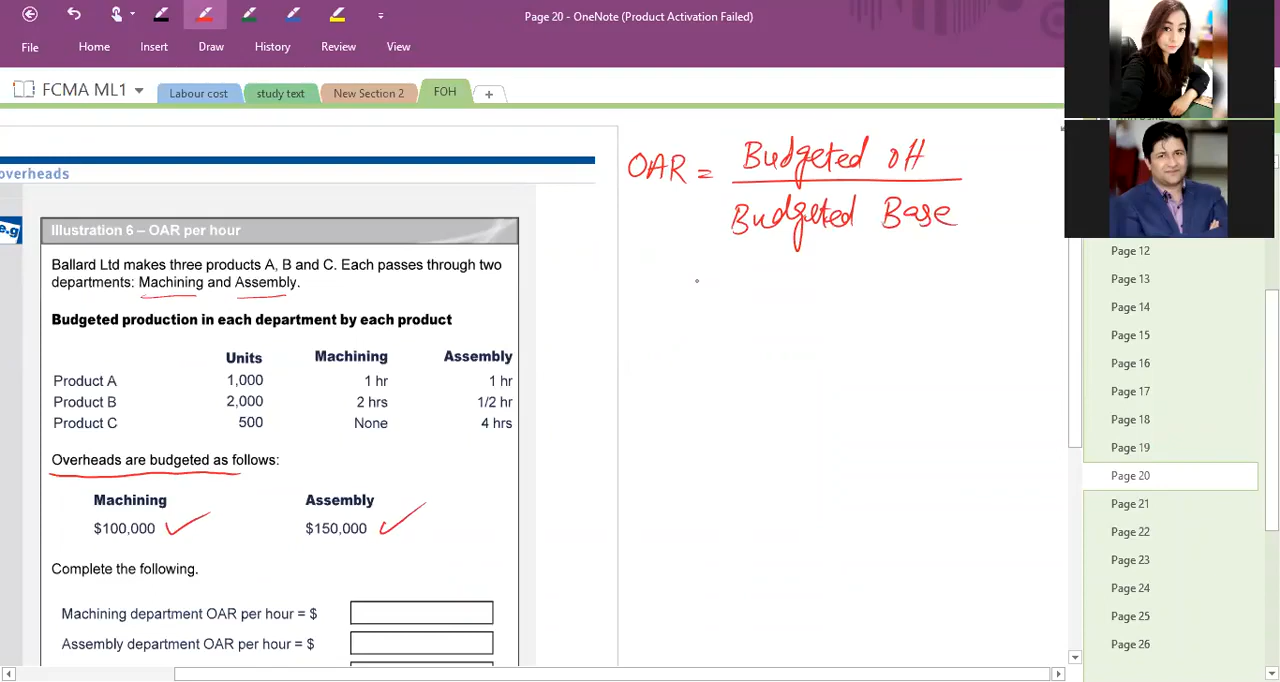 Page 20 - OneNote (Product Activation Failed)
File Home Insert Draw History Review View
FCMA ML1 Labour cost study text New Section 2 FOH
overheads
e.g
Illustration 6 – OAR per hour
Ballard Ltd makes three products A, B and C. Each passes through two
departments: Machining and Assembly.
Budgeted production in each department by each product
Units Machining Assembly
Product A 1,000 1 hr 1 hr
Product B 2,000 2 hrs 1/2 hr
Product C 500 None 4 hrs
Overheads are budgeted as follows:
Machining Assembly
$100,000 $150,000
Complete the following.
Machining department OAR per hour = $
Assembly department OAR per hour = $
OAR = Budgeted OH
Budgeted Base
Page 12
Page 13
Page 14
Page 15
Page 16
Page 17
Page 18
Page 19
Page 20
Page 21
Page 22
Page 23
Page 24
Page 25
Page 26